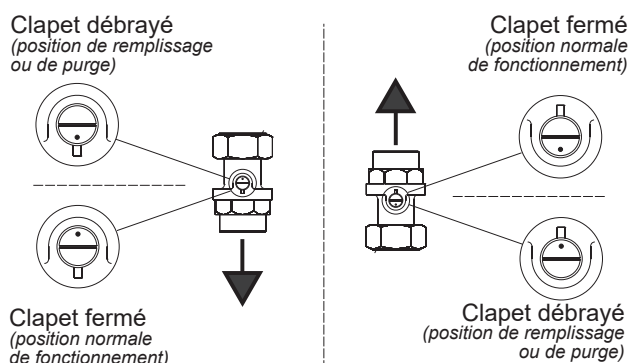 Clapet débrayé
(position de remplissage
ou de purge)
Clapet fermé
(position normale
de fonctionnement)
Clapet fermé
(position normale
de fonctionnement)
Clapet débrayé
(position de remplissage
ou de purge)